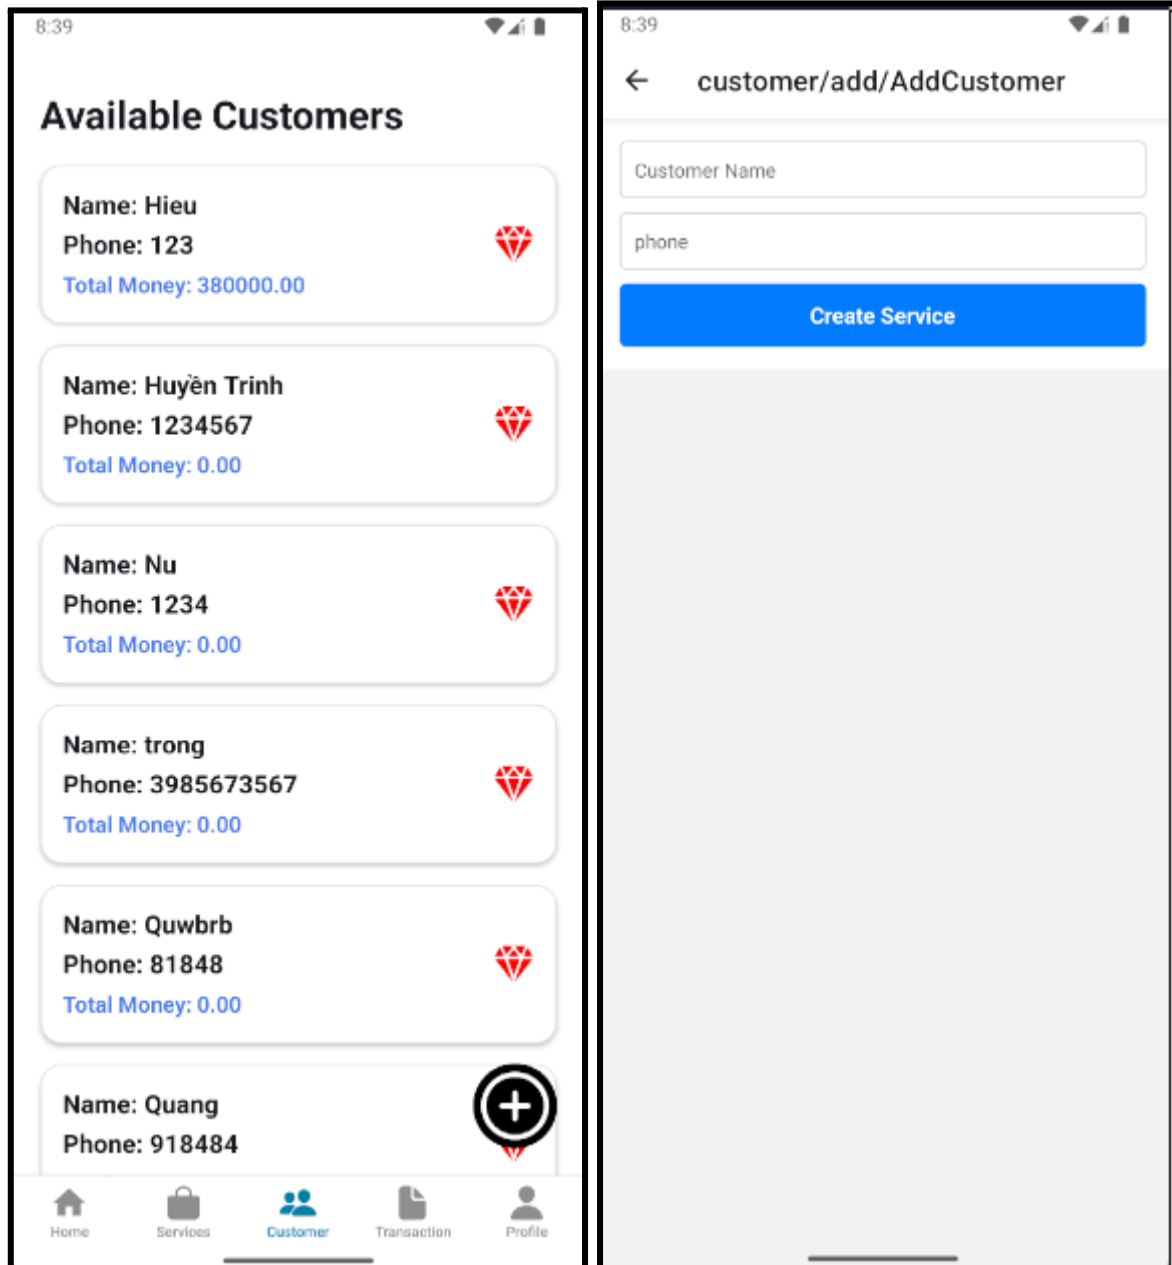 8:39
Available Customers
Name: Hieu
Phone: 123
Total Money: 380000.00
Name: Huyền Trinh
Phone: 1234567
Total Money: 0.00
Name: Nu
Phone: 1234
Total Money: 0.00
Name: trong
Phone: 3985673567
Total Money: 0.00
Name: Quwbrb
Phone: 81848
Total Money: 0.00
Name: Quang
Phone: 918484
Home Services Customer Transaction Profile
8:39
customer/add/AddCustomer
Customer Name
phone
Create Service